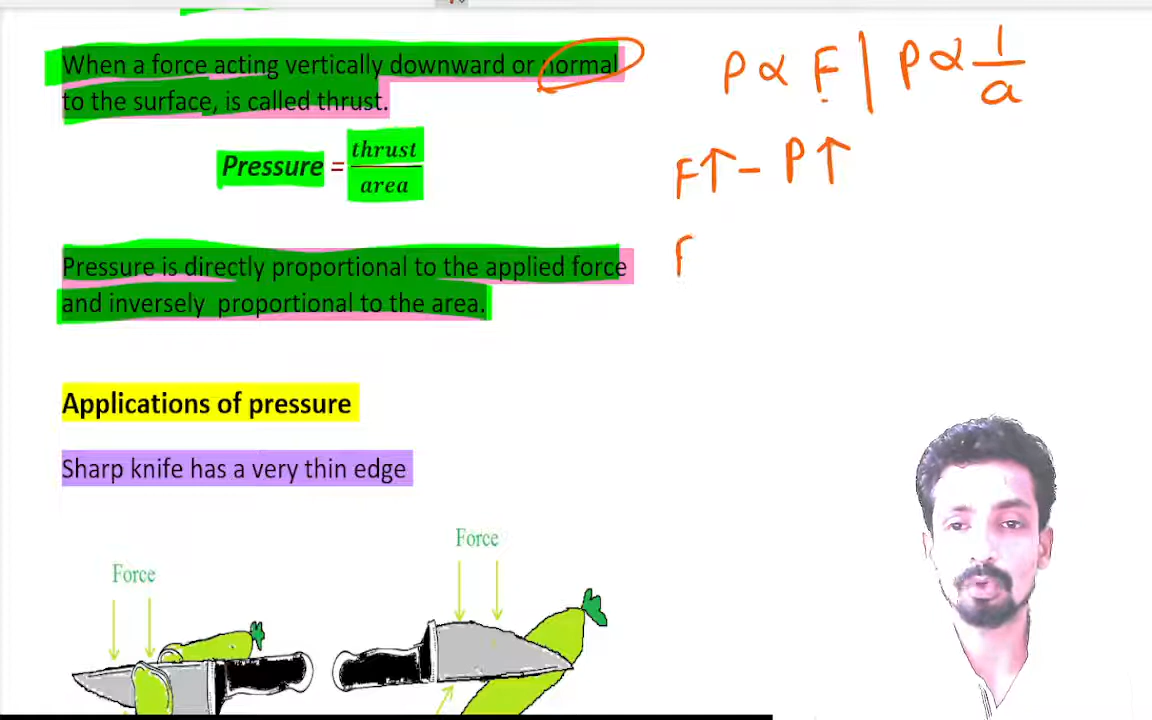 When a force acting vertically downward or normal
to the surface, is called thrust.
Pressure = thrust
area
Pressure is directly proportional to the applied force
and inversely proportional to the area.
Applications of pressure
Sharp knife has a very thin edge
Force
Force
P ∝ F | P ∝ 1
a
F↑ - P↑
F